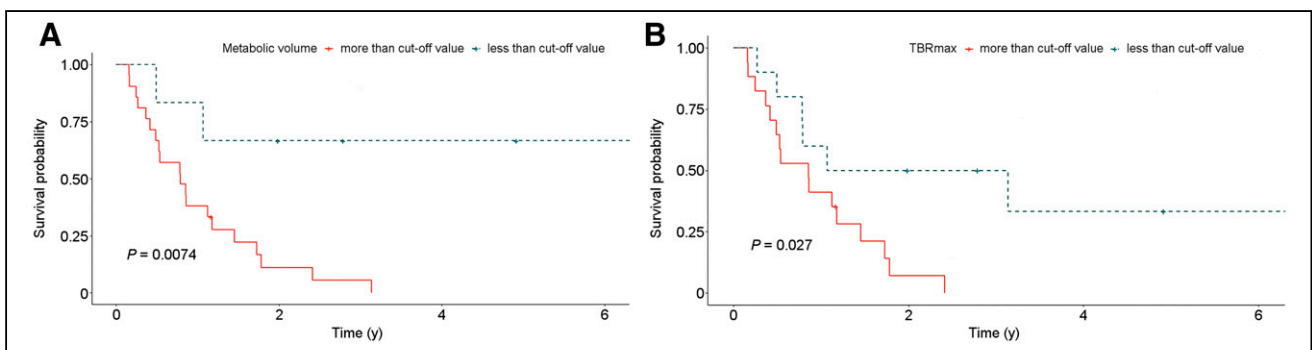 A
Metabolic volume more than cut-off value less than cut-off value
1.00
0.75
0.50
0.25
0
Survival probability
P = 0.0074
0 2 4 6
Time (y)
B
TBRmax more than cut-off value less than cut-off value
1.00
0.75
0.50
0.25
0
Survival probability
P = 0.027
0 2 4 6
Time (y)